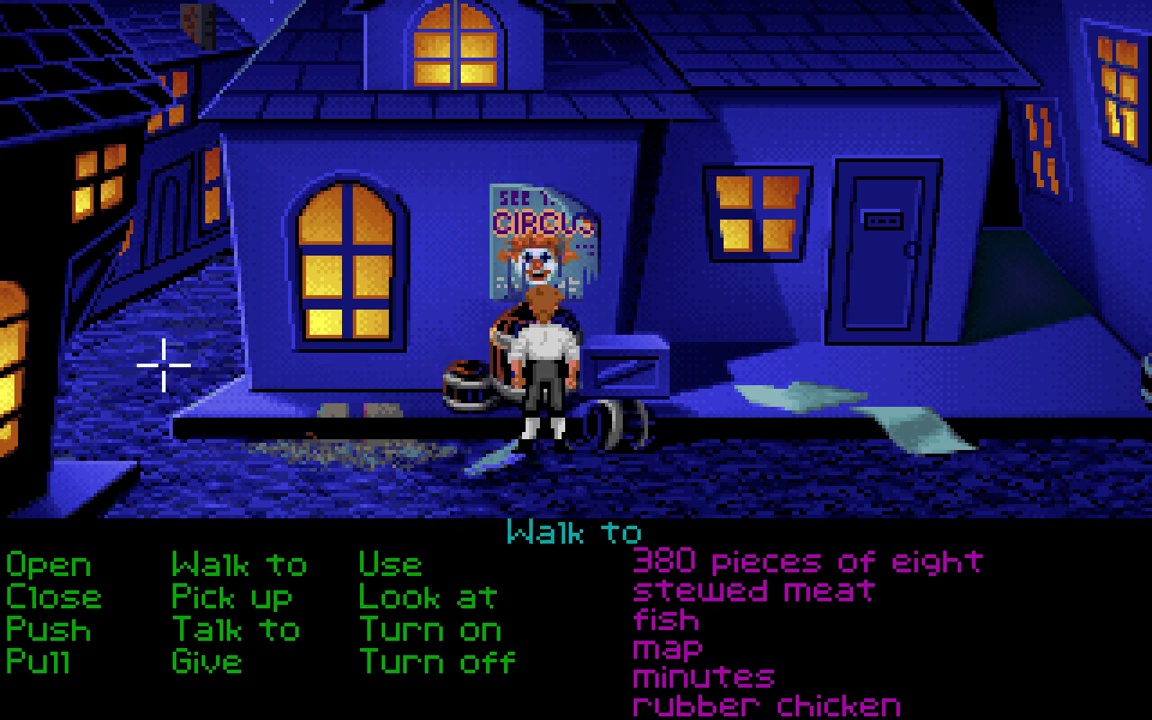 SEE
CIRCUS
Walk to
Open Walk to Use 380 pieces of eight
Close Pick up Look at stewed meat
Push Talk to Turn on fish
Pull Give Turn off map
minutes
rubber chicken